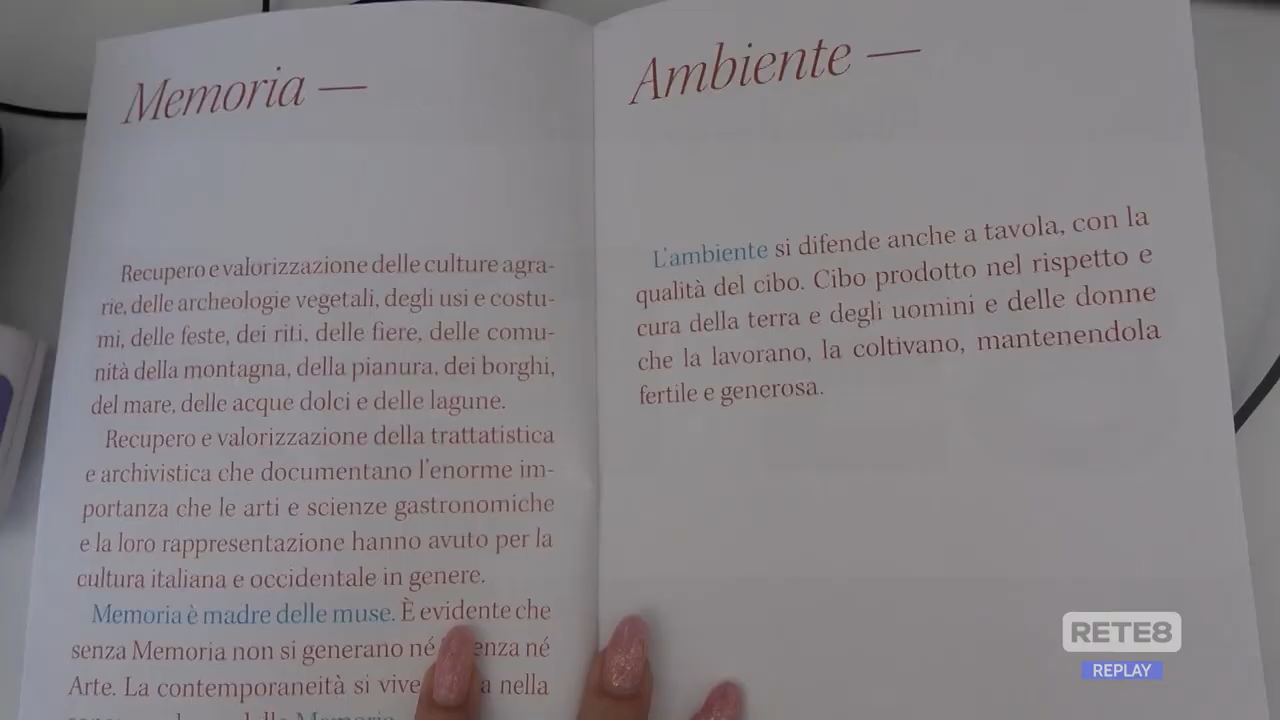 Memoria —
Recupero e valorizzazione delle culture agra-
rie, delle archeologie vegetali, degli usi e costu-
mi, delle feste, dei riti, delle fiere, delle comu-
nità della montagna, della pianura, dei borghi,
del mare, delle acque dolci e delle lagune.
Recupero e valorizzazione della trattatistica
e archivistica che documentano l'enorme im-
portanza che le arti e scienze gastronomiche
e la loro rappresentazione hanno avuto per la
cultura italiana e occidentale in genere.
Memoria è madre delle muse. È evidente che
senza Memoria non si generano né
né
Arte. La contemporaneità si vive
nella
Ambiente —
L'ambiente si difende anche a tavola, con la
qualità del cibo. Cibo prodotto nel rispetto e
cura della terra e degli uomini e delle donne
che la lavorano, la coltivano, mantenendola
fertile e generosa.
RETE8
REPLAY